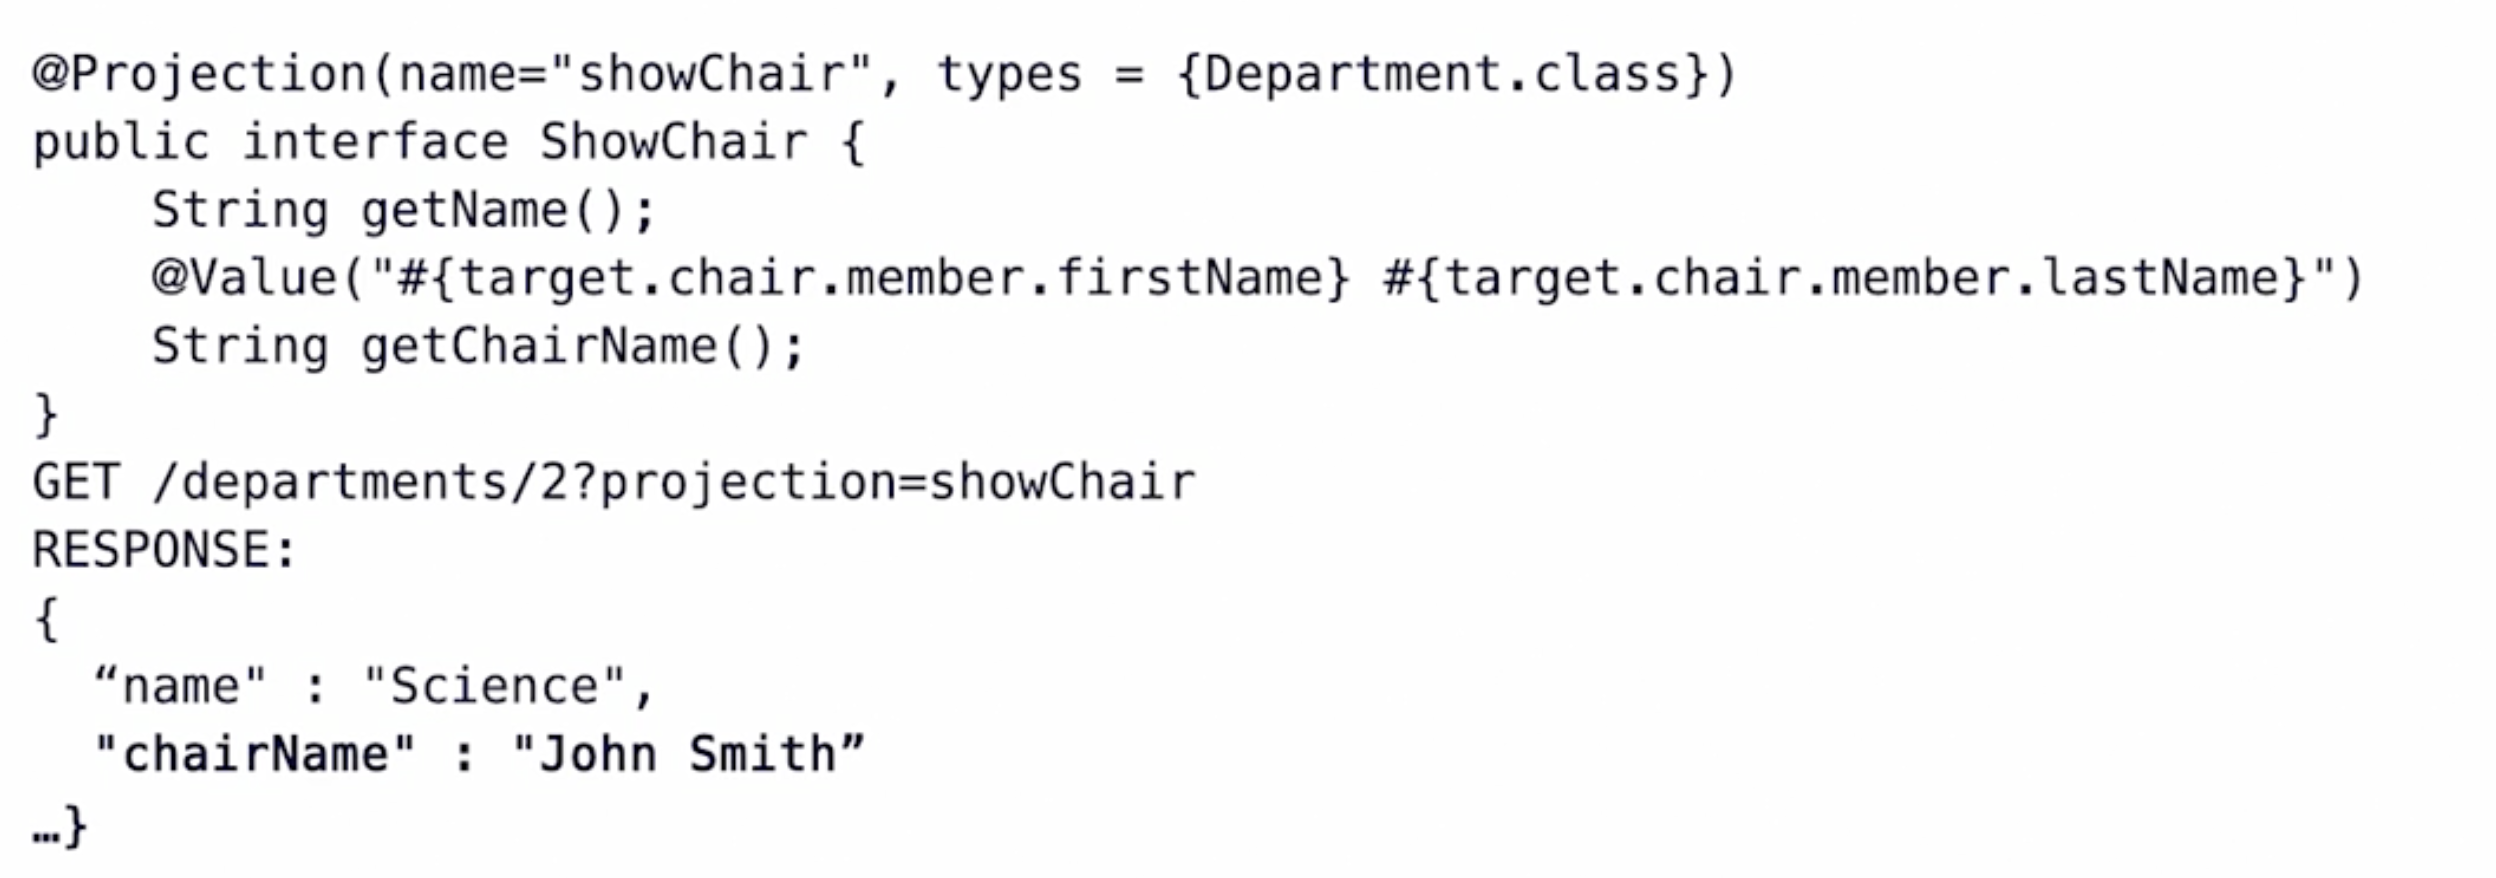 @Projection(name="showChair", types = {Department.class})
public interface ShowChair {
    String getName();
    @Value("#{target.chair.member.firstName} #{target.chair.member.lastName}")
    String getChairName();
}
GET /departments/2?projection=showChair
RESPONSE:
{
  “name" : "Science",
  "chairName" : "John Smith”
…}